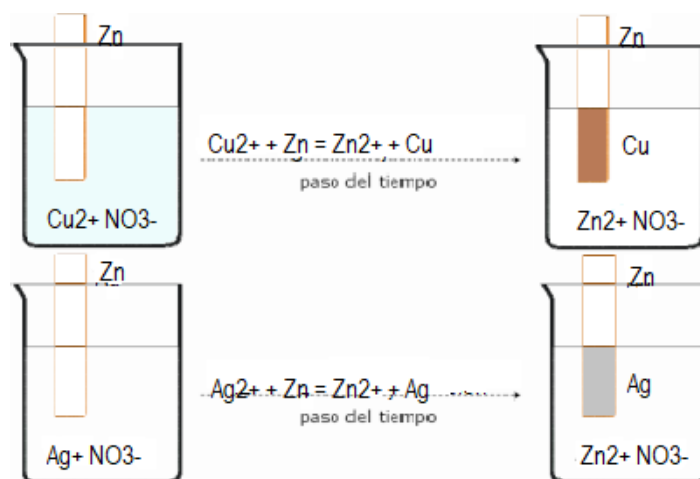 Zn
Zn
Cu2+ + Zn = Zn2+ + Cu
paso del tiempo
Cu
Cu2+ NO3-
Zn2+ NO3-
Zn
Zn
Ag2+ + Zn = Zn2+ + Ag
paso del tiempo
Ag
Ag+ NO3-
Zn2+ NO3-